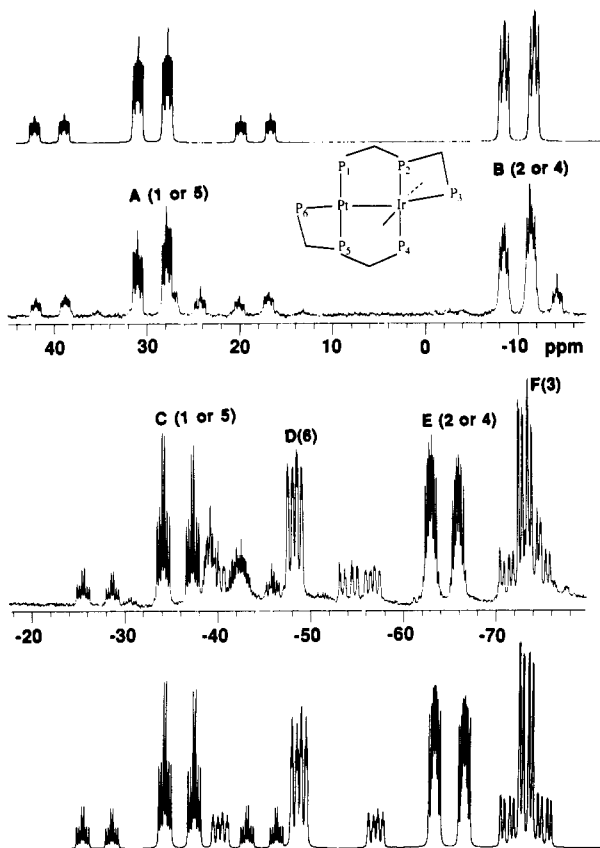 P1 P2
A (1 or 5) B (2 or 4)
P6 Pt Ir P3
P5 P4
40 30 20 10 0 -10 ppm
C (1 or 5) D(6) E (2 or 4) F(3)
-20 -30 -40 -50 -60 -70